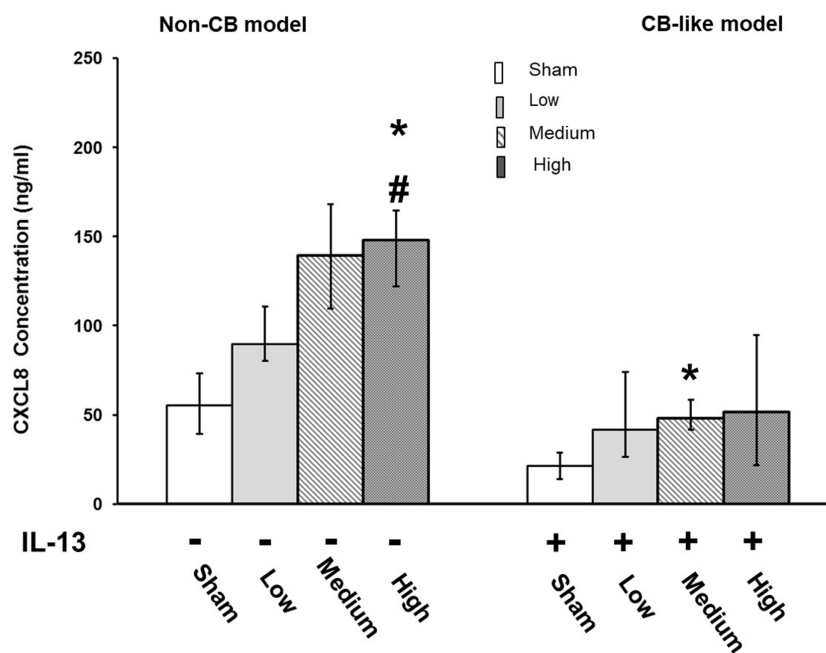 Non-CB model CB-like model
250
200
150
100
50
0
CXCL8 Concentration (ng/ml)
Sham
Low
Medium
High
*
#
*
IL-13 - - - - + + + +
Sham Low Medium High Sham Low Medium High